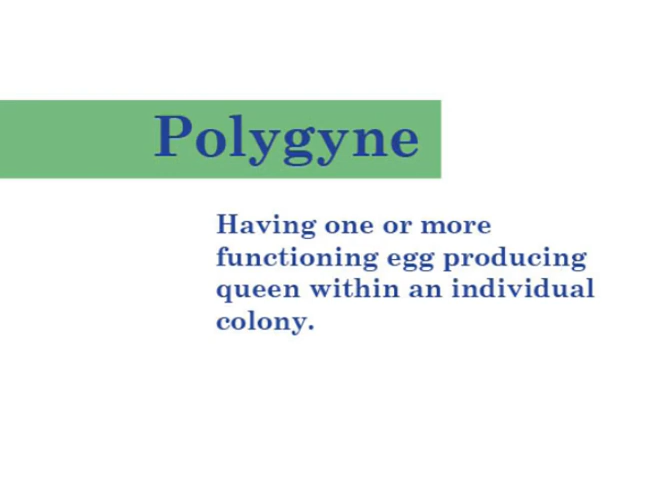 Polygyne
Having one or more
functioning egg producing
queen within an individual
colony.